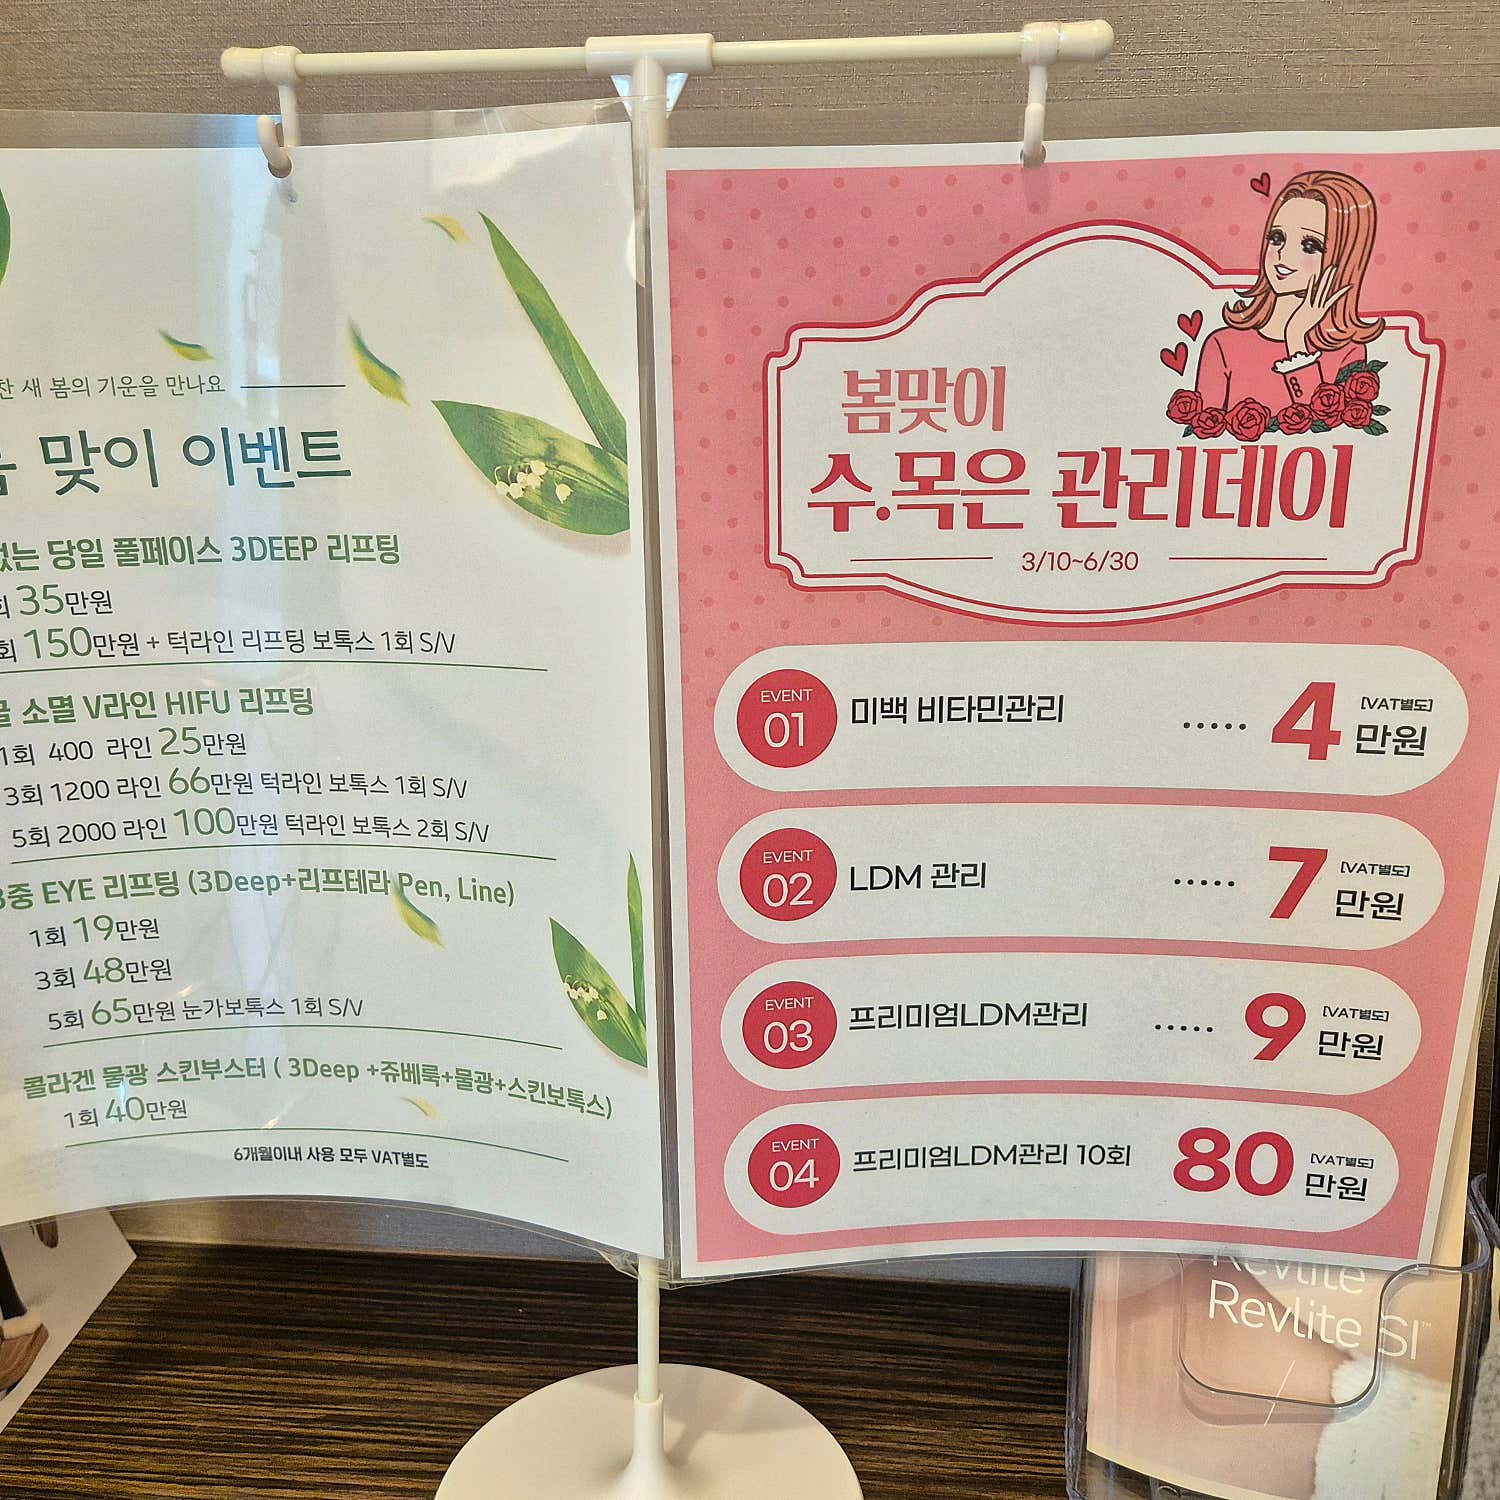 새 봄의 기운을 만나요
맞이 이벤트
당일 풀페이스 3DEEP 리프팅
35만원
150만원 + 턱라인 리프팅 보톡스 1회 S/V
소멸 V라인 HIFU 리프팅
1회 400 라인 25만원
3회 1200 라인 66만원 턱라인 보톡스 1회 S/V
5회 2000 라인 100만원 턱라인 보톡스 2회 S/V
EYE 리프팅 (3Deep+리프테라 Pen, Line)
1회 19만원
3회 48만원
5회 65만원 눈가보톡스 1회 S/V
콜라겐 물광 스킨부스터 ( 3Deep +쥬베룩+물광+스킨보톡스)
1회 40만원
6개월이내 사용 모두 VAT별도
봄맞이
수.목은 관리데이
3/10~6/30
EVENT 01 미백 비타민관리 ..... 4만원 [VAT별도]
EVENT 02 LDM 관리 ..... 7만원 [VAT별도]
EVENT 03 프리미엄LDM관리 ..... 9만원 [VAT별도]
EVENT 04 프리미엄LDM관리 10회 80만원 [VAT별도]
Revlite
Revlite SI™